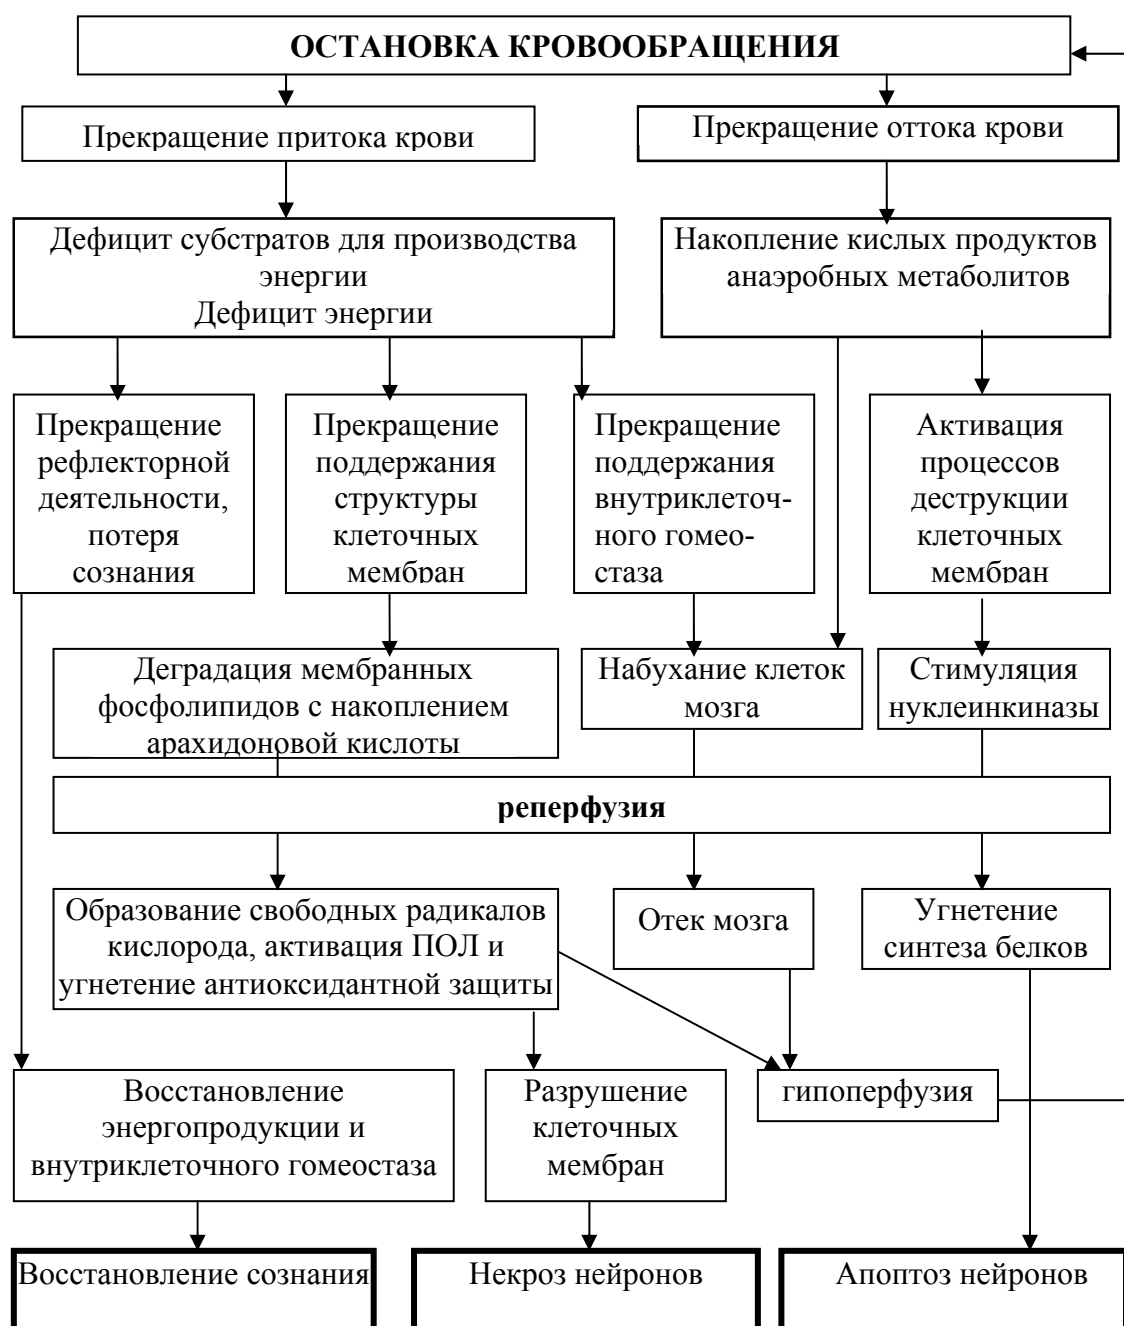 ОСТАНОВКА КРОВООБРАЩЕНИЯ
Прекращение притока крови
Прекращение оттока крови
Дефицит субстратов для производства
энергии
Дефицит энергии
Накопление кислых продуктов
анаэробных метаболитов
Прекращение
рефлекторной
деятельности,
потеря
сознания
Прекращение
поддержания
структуры
клеточных
мембран
Прекращение
поддержания
внутриклеточ-
ного гомео-
стаза
Активация
процессов
деструкции
клеточных
мембран
Деградация мембранных
фосфолипидов с накоплением
арахидоновой кислоты
Набухание клеток
мозга
Стимуляция
нуклеинкиназы
реперфузия
Образование свободных радикалов
кислорода, активация ПОЛ и
угнетение антиоксидантной защиты
Отек мозга
Угнетение
синтеза белков
Восстановление
энергопродукции и
внутриклеточного гомеостаза
Разрушение
клеточных
мембран
гипоперфузия
Восстановление сознания
Некроз нейронов
Апоптоз нейронов